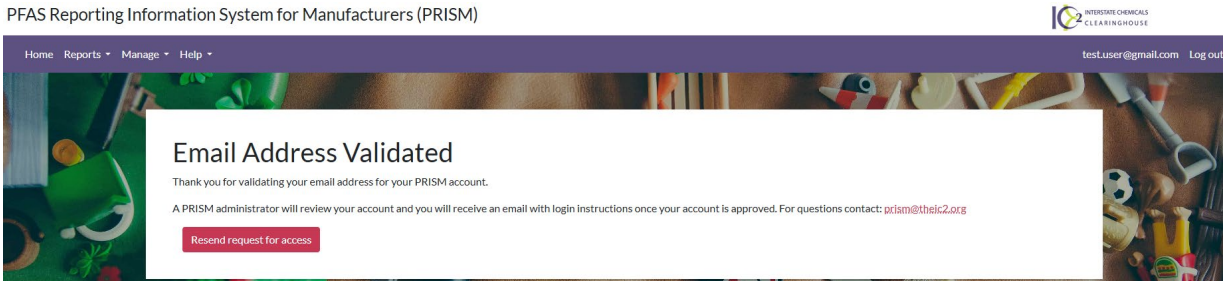 PFAS Reporting Information System for Manufacturers (PRISM)
IC2 INTERSTATE CHEMICALS
CLEARINGHOUSE
Home Reports Manage Help test.user@gmail.com Log out
Email Address Validated
Thank you for validating your email address for your PRISM account.
A PRISM administrator will review your account and you will receive an email with login instructions once your account is approved. For questions contact: prism@theic2.org
Resend request for access